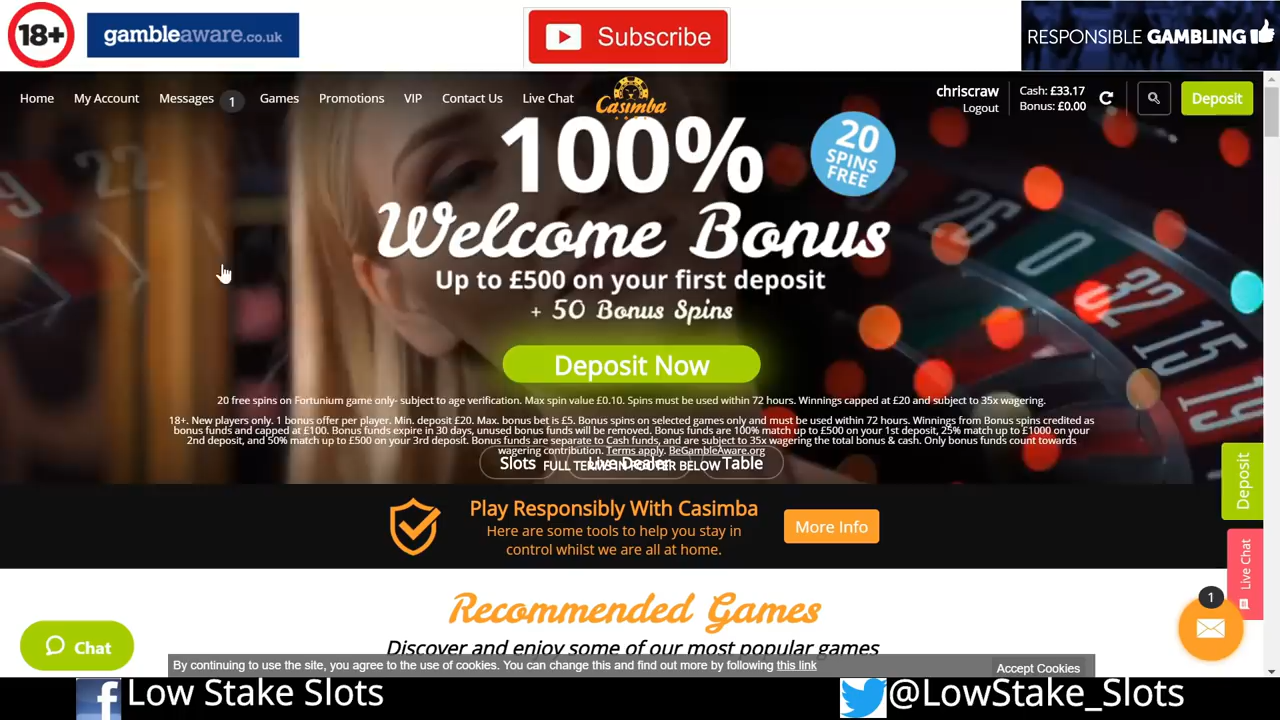 18+
gambleaware.co.uk
Subscribe
RESPONSIBLE GAMBLING
Home My Account Messages 1 Games Promotions VIP Contact Us Live Chat
Casimba
chriscraw
Logout
Cash: £33.17
Bonus: £0.00
Deposit
100%
20
SPINS
FREE
22
26 0 32 15 19
Welcome Bonus
Up to £500 on your first deposit
+ 50 Bonus Spins
Deposit Now
20 free spins on Fortunium game only- subject to age verification. Max spin value £0.10. Spins must be used within 72 hours. Winnings capped at £20 and subject to 35x wagering.
18+. New players only. 1 bonus offer per player. Min. deposit £20. Max. bonus bet is £5. Bonus spins on selected games only and must be used within 72 hours. Winnings from Bonus spins credited as
bonus funds and capped at £100. Bonus funds expire in 30 days, unused bonus funds will be removed. Bonus funds are 100% match up to £500 on your 1st deposit, 25% match up to £1000 on your
2nd deposit, and 50% match up to £500 on your 3rd deposit. Bonus funds are separate to Cash funds, and are subject to 35x wagering the total bonus & cash. Only bonus funds count towards
wagering contribution. Terms apply. BeGambleAware.org
Slots Live Dealer Table
FULL TERMS IN FOOTER BELOW
Deposit
Live Chat
Play Responsibly With Casimba
Here are some tools to help you stay in
control whilst we are all at home.
More Info
Recommended Games
Discover and enjoy some of our most popular games
1
Chat
By continuing to use the site, you agree to the use of cookies. You can change this and find out more by following this link
Accept Cookies
Low Stake Slots
@LowStake_Slots